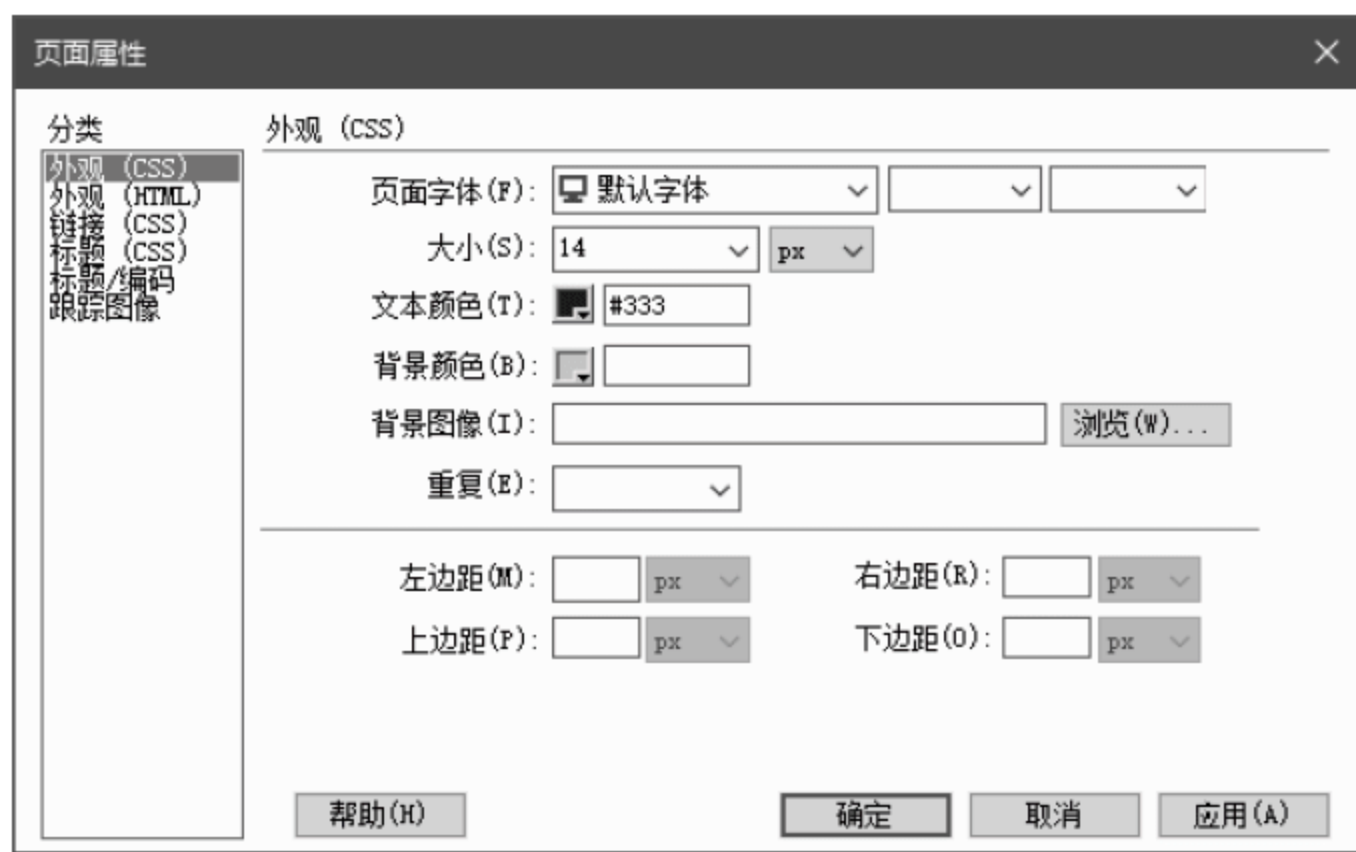 页面属性
分类
外观 (CSS)
外观 (HTML)
链接 (CSS)
标题 (CSS)
标题/编码
跟踪图像
外观 (CSS)
页面字体(F): 默认字体
大小(S): 14 px
文本颜色(T): #333
背景颜色(B):
背景图像(I): 浏览(W)...
重复(E):
左边距(M): px 右边距(R): px
上边距(P): px 下边距(O): px
帮助(H) 确定 取消 应用(A)